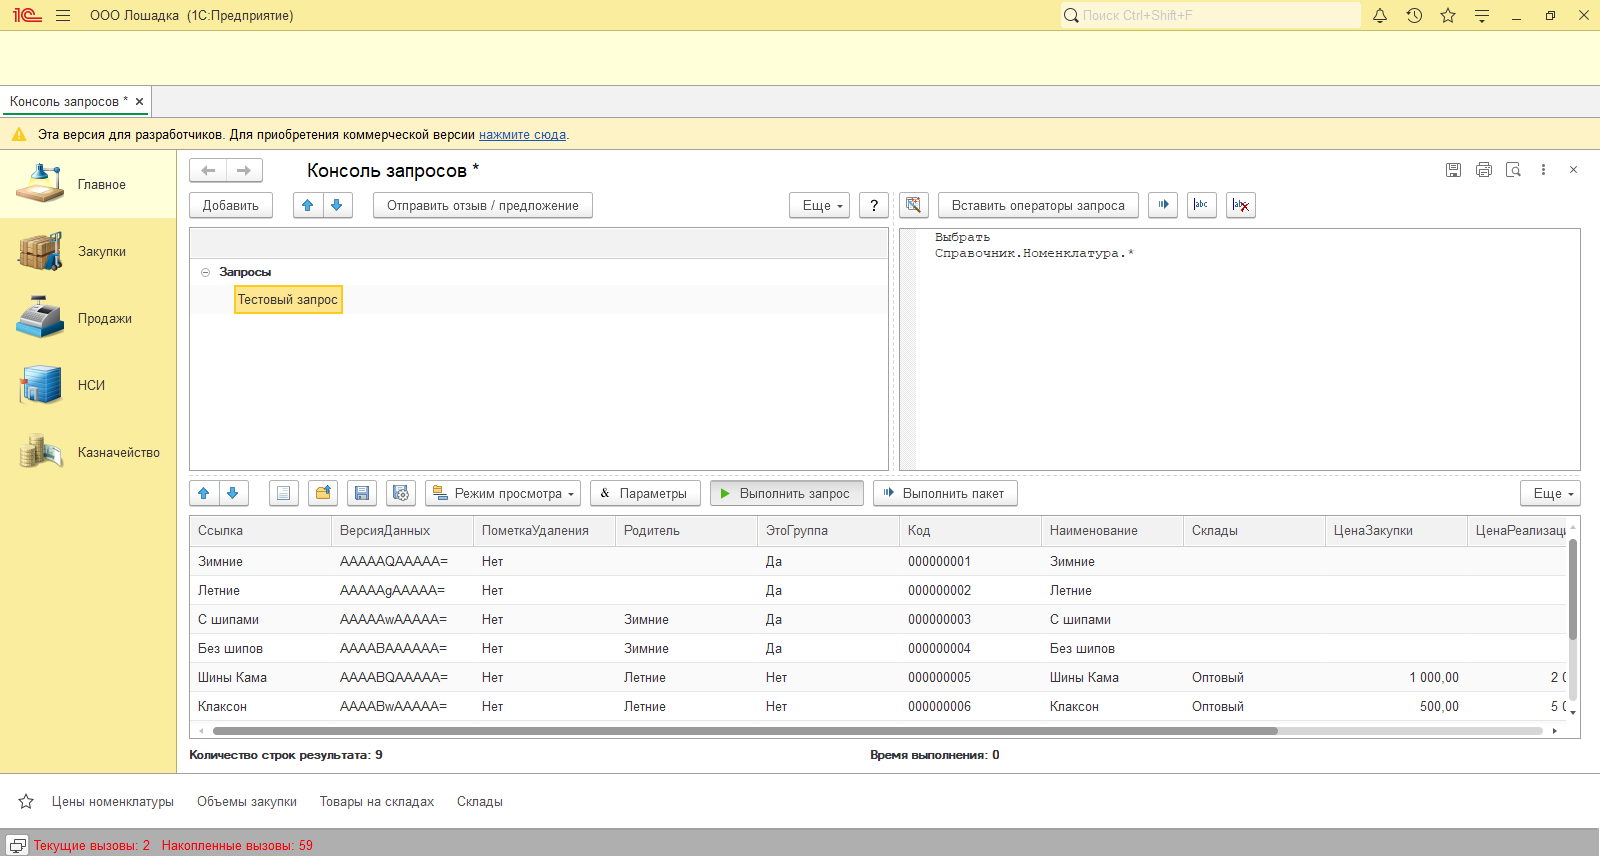 1С ООО Лошадка (1С:Предприятие) Поиск Ctrl+Shift+F
Консоль запросов * ×
Эта версия для разработчиков. Для приобретения коммерческой версии нажмите сюда.
Главное
Закупки
Продажи
НСИ
Казначейство
Консоль запросов *
Добавить Отправить отзыв / предложение Еще ? Вставить операторы запроса abc abc
Запросы
Тестовый запрос
Выбрать
Справочник.Номенклатура.*
Режим просмотра & Параметры Выполнить запрос Выполнить пакет Еще
Ссылка ВерсияДанных ПометкаУдаления Родитель ЭтоГруппа Код Наименование Склады ЦенаЗакупки ЦенаРеализаци
Зимние AAAAAQAAAAA= Нет Да 000000001 Зимние
Летние AAAAAgAAAAA= Нет Да 000000002 Летние
С шипами AAAAAwAAAAA= Нет Зимние Да 000000003 С шипами
Без шипов AAAABAAAAAA= Нет Зимние Да 000000004 Без шипов
Шины Кама AAAABQAAAAA= Нет Летние Нет 000000005 Шины Кама Оптовый 1 000,00 2 0
Клаксон AAAABwAAAAA= Нет Летние Нет 000000006 Клаксон Оптовый 500,00 5 0
Количество строк результата: 9 Время выполнения: 0
Цены номенклатуры Объемы закупки Товары на складах Склады
Текущие вызовы: 2 Накопленные вызовы: 59